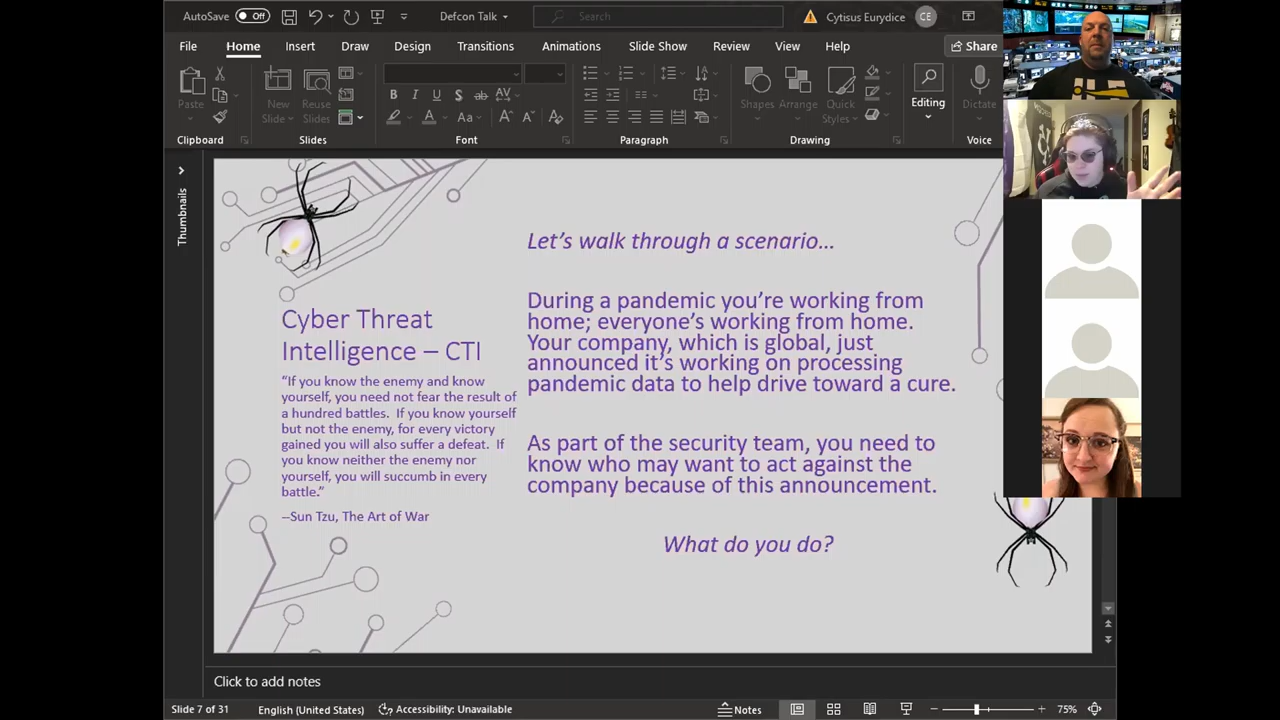 AutoSave Off Defcon Talk Search Cytisus Eurydice CE
File Home Insert Draw Design Transitions Animations Slide Show Review View Help Share
Paste New Slide Reuse Slides Shapes Arrange Quick Styles Editing Dictate
B I U S ab AV
Aa A A A
Clipboard Slides Font Paragraph Drawing Voice
Thumbnails
Let’s walk through a scenario…
During a pandemic you’re working from
home; everyone’s working from home.
Your company, which is global, just
announced it’s working on processing
pandemic data to help drive toward a cure.
As part of the security team, you need to
know who may want to act against the
company because of this announcement.
What do you do?
Cyber Threat
Intelligence – CTI
“If you know the enemy and know
yourself, you need not fear the result of
a hundred battles. If you know yourself
but not the enemy, for every victory
gained you will also suffer a defeat. If
you know neither the enemy nor
yourself, you will succumb in every
battle.”
–Sun Tzu, The Art of War
Click to add notes
Slide 7 of 31 English (United States) Accessibility: Unavailable Notes 75%